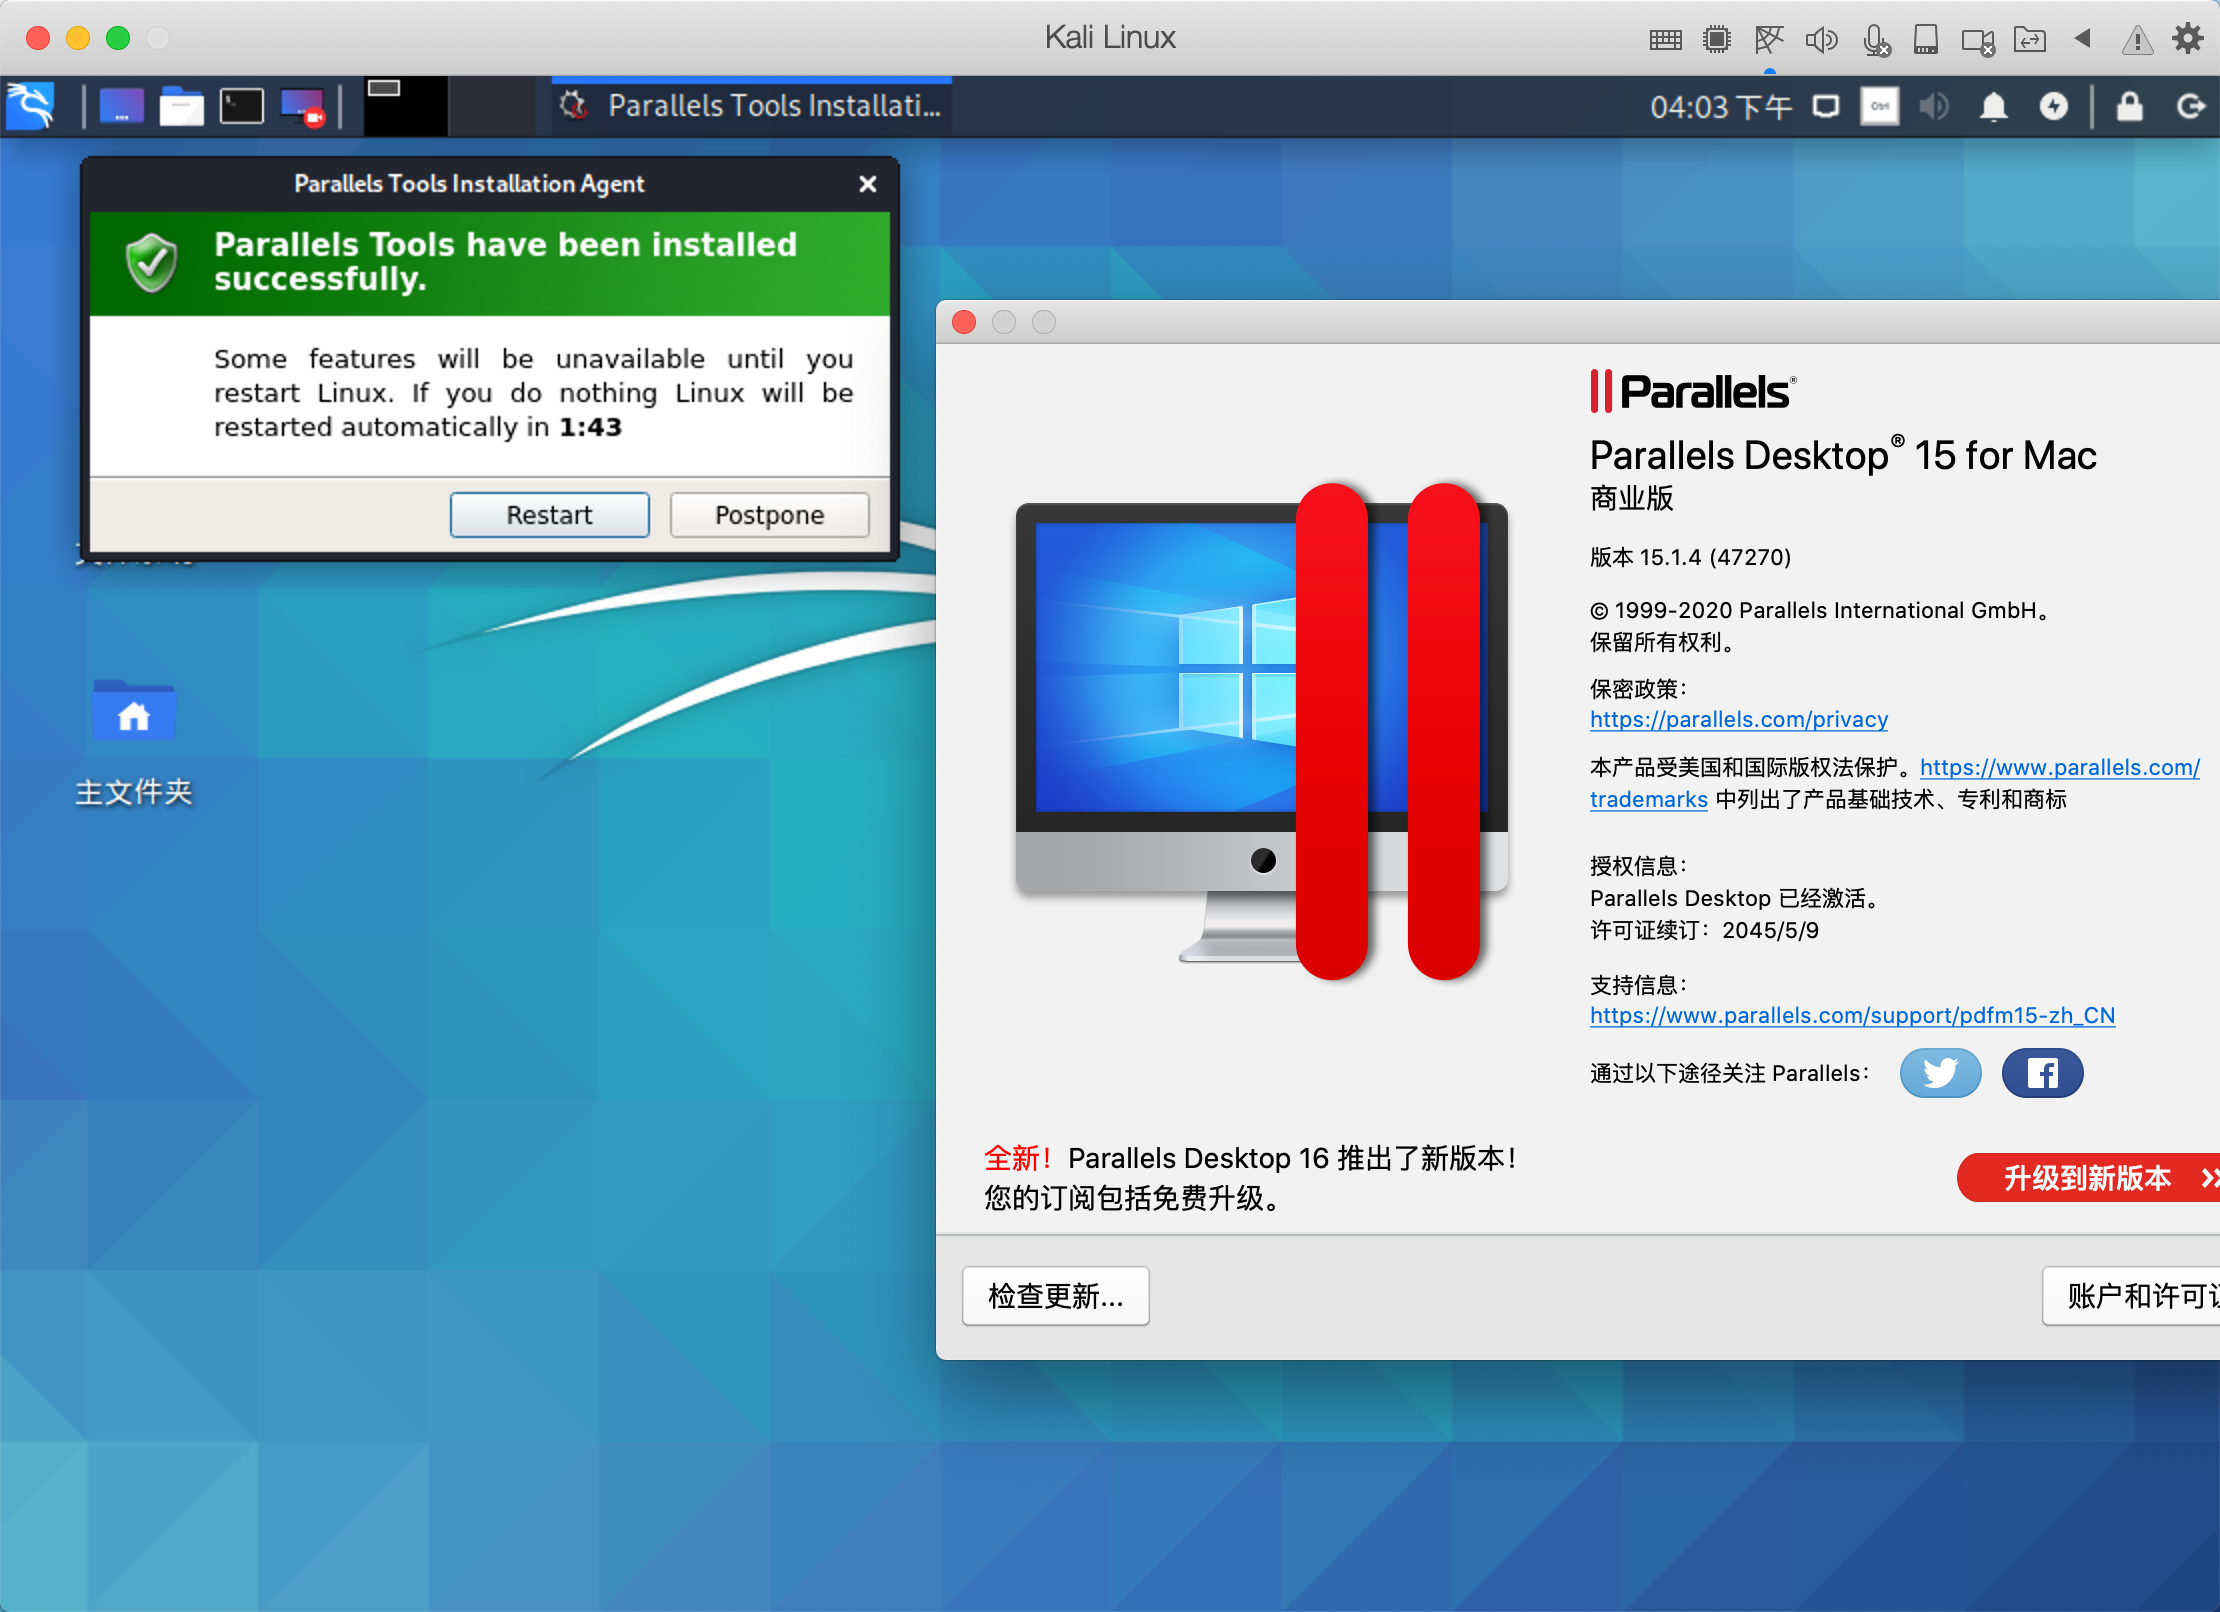 Kali Linux
Parallels Tools Installati...
04:03 下午
Ctrl
Parallels Tools Installation Agent
Parallels Tools have been installed
successfully.
Some features will be unavailable until you
restart Linux. If you do nothing Linux will be
restarted automatically in 1:43
Restart
Postpone
主文件夹
Parallels®
Parallels Desktop® 15 for Mac
商业版
版本 15.1.4 (47270)
© 1999-2020 Parallels International GmbH。
保留所有权利。
保密政策：
https://parallels.com/privacy
本产品受美国和国际版权法保护。https://www.parallels.com/
trademarks 中列出了产品基础技术、专利和商标
授权信息：
Parallels Desktop 已经激活。
许可证续订：2045/5/9
支持信息：
https://www.parallels.com/support/pdfm15-zh_CN
通过以下途径关注 Parallels：
全新！Parallels Desktop 16 推出了新版本！
您的订阅包括免费升级。
升级到新版本
检查更新...
账户和许可